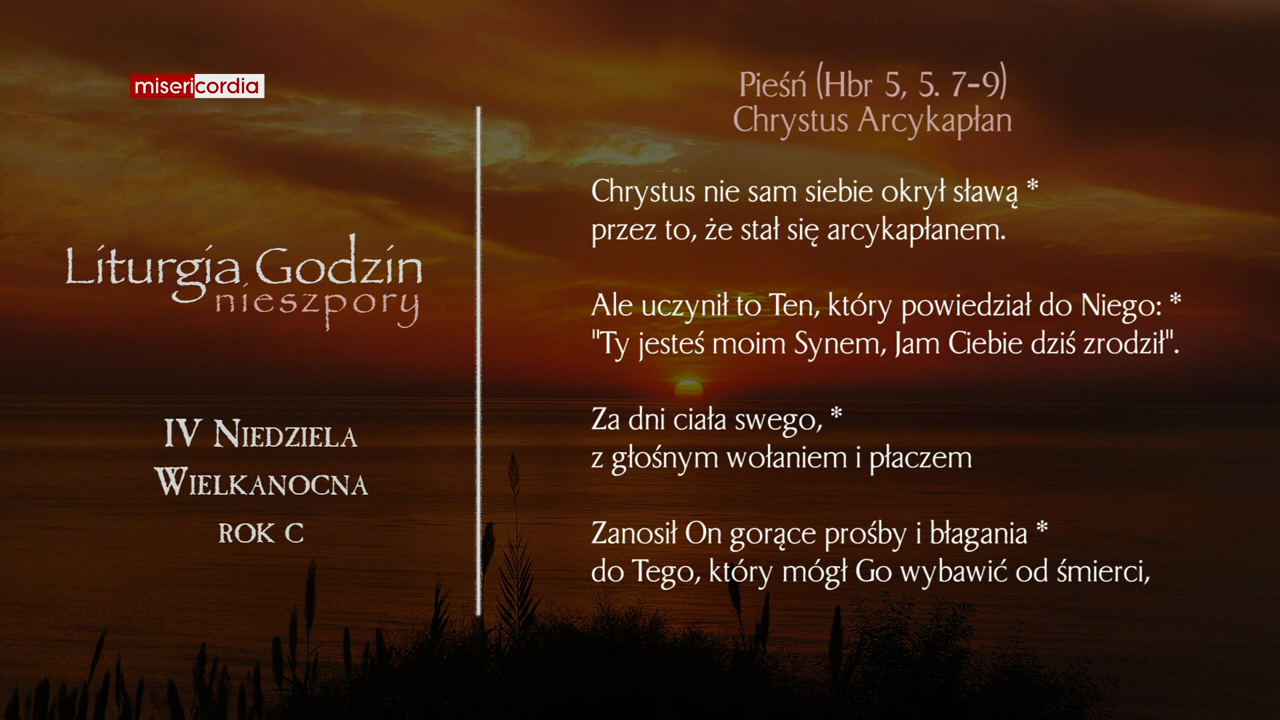 misericordia
Liturgia Godzin
nieszpory
IV Niedziela
Wielkanocna
rok C
Pieśń (Hbr 5, 5. 7-9)
Chrystus Arcykapłan
Chrystus nie sam siebie okrył sławą *
przez to, że stał się arcykapłanem.
Ale uczynił to Ten, który powiedział do Niego: *
"Ty jesteś moim Synem, Jam Ciebie dziś zrodził".
Za dni ciała swego, *
z głośnym wołaniem i płaczem
Zanosił On gorące prośby i błagania *
do Tego, który mógł Go wybawić od śmierci,